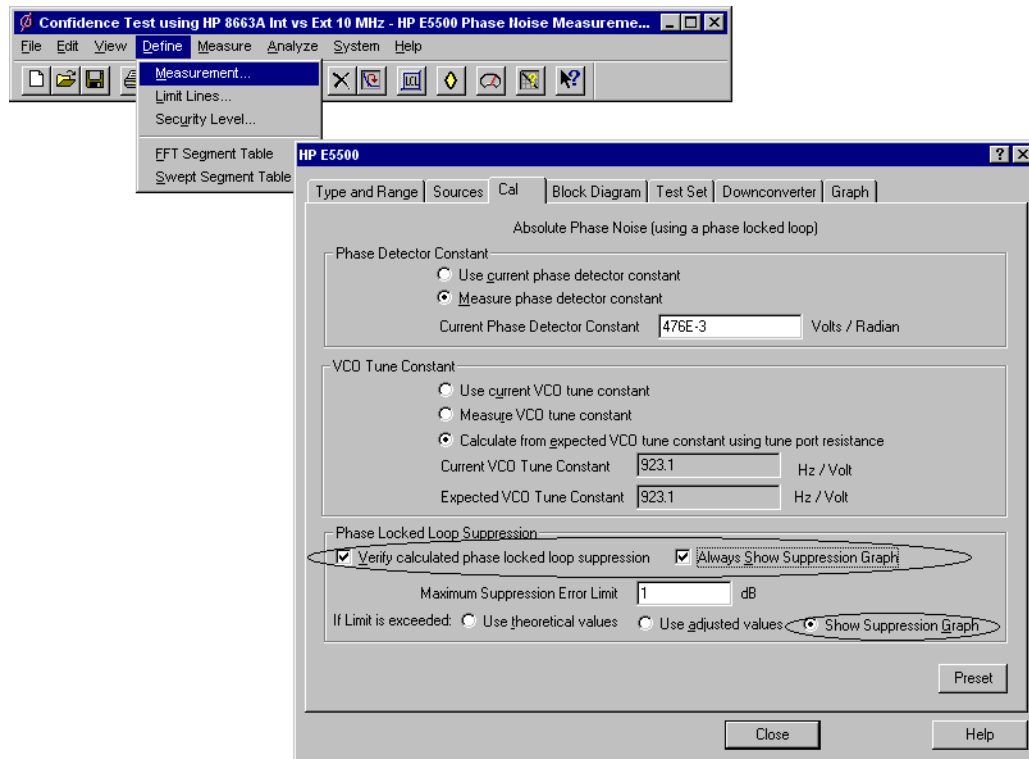 Confidence Test using HP 8663A Int vs Ext 10 MHz - HP E5500 Phase Noise Measureme...
File Edit View Define Measure Analyze System Help
Measurement...
Limit Lines...
Security Level...
FFT Segment Table
Swept Segment Table
HP E5500
Type and Range Sources Cal Block Diagram Test Set Downconverter Graph
Absolute Phase Noise (using a phase locked loop)
Phase Detector Constant
Use current phase detector constant
Measure phase detector constant
Current Phase Detector Constant 476E-3 Volts / Radian
VCO Tune Constant
Use current VCO tune constant
Measure VCO tune constant
Calculate from expected VCO tune constant using tune port resistance
Current VCO Tune Constant 923.1 Hz / Volt
Expected VCO Tune Constant 923.1 Hz / Volt
Phase Locked Loop Suppression
Verify calculated phase locked loop suppression Always Show Suppression Graph
Maximum Suppression Error Limit 1 dB
If Limit is exceeded: Use theoretical values Use adjusted values Show Suppression Graph
Preset
Close Help